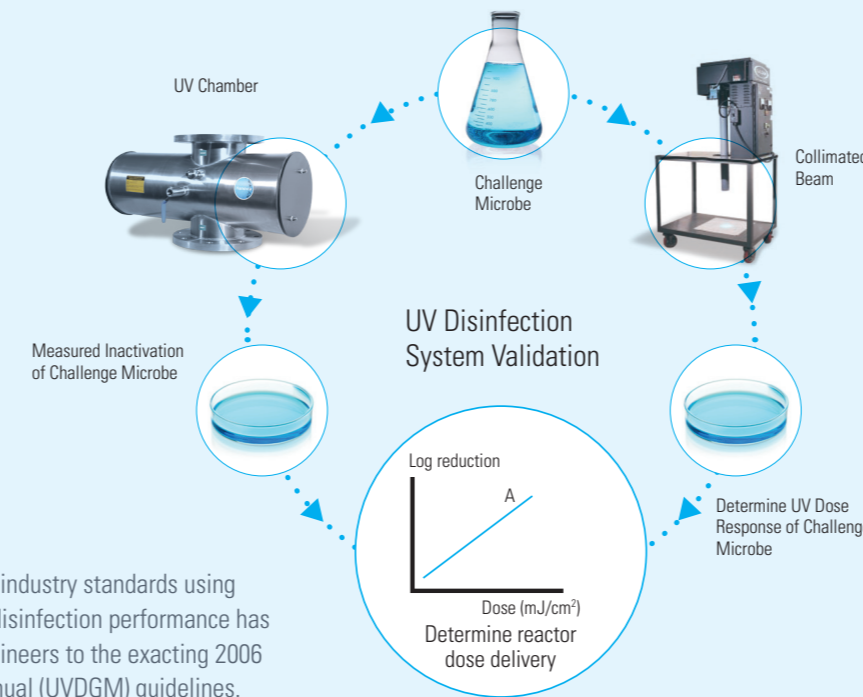 UV Chamber
Challenge
Microbe
Collimated
Beam
UV Disinfection
System Validation
Measured Inactivation
of Challenge Microbe
Log reduction
A
Dose (mJ/cm²)
Determine reactor
dose delivery
Determine UV Dose
Response of Challeng
Microbe
industry standards using
disinfection performance has
ineers to the exacting 2006
nual (UVDGM) guidelines.